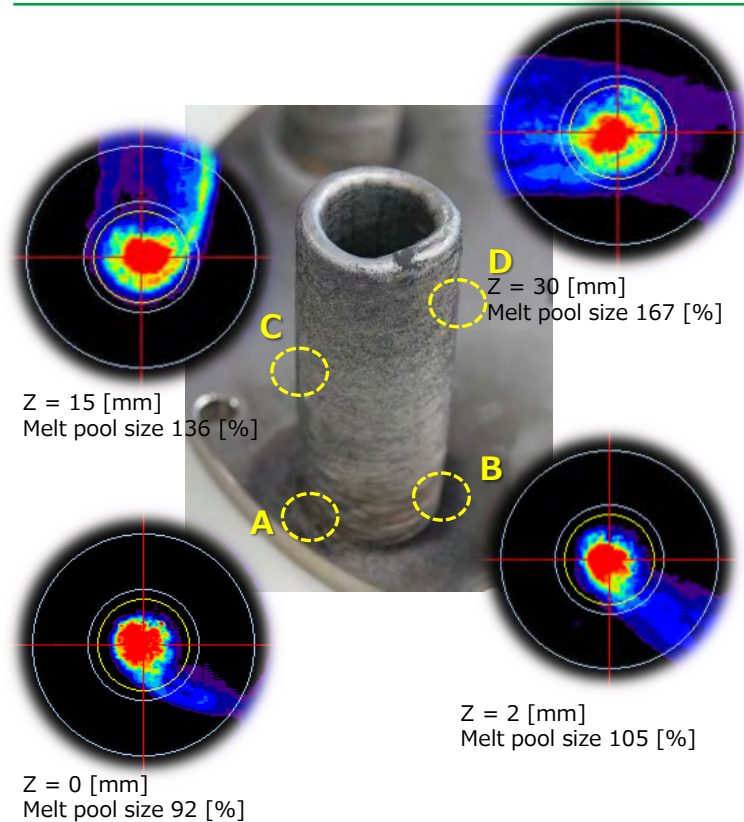 D
Z = 30 [mm]
Melt pool size 167 [%]
C
Z = 15 [mm]
Melt pool size 136 [%]
B
A
Z = 2 [mm]
Melt pool size 105 [%]
Z = 0 [mm]
Melt pool size 92 [%]